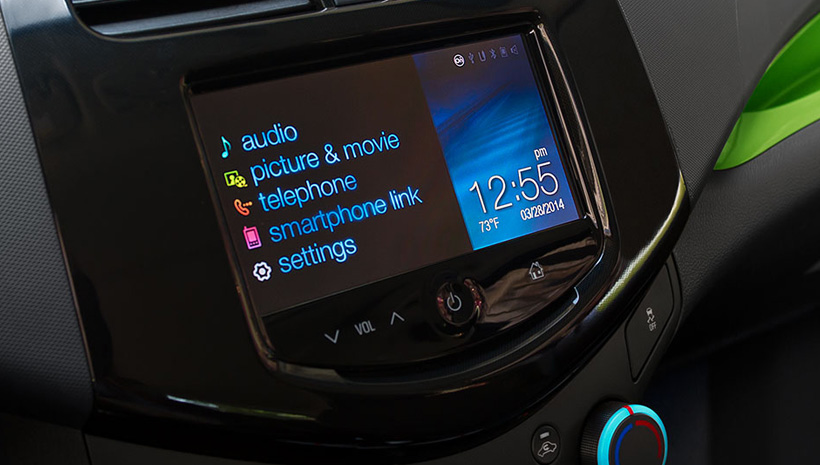 audio
picture & movie
telephone
smartphone link
settings
pm
12:55
73°F 03/28/2014
VOL
OFF